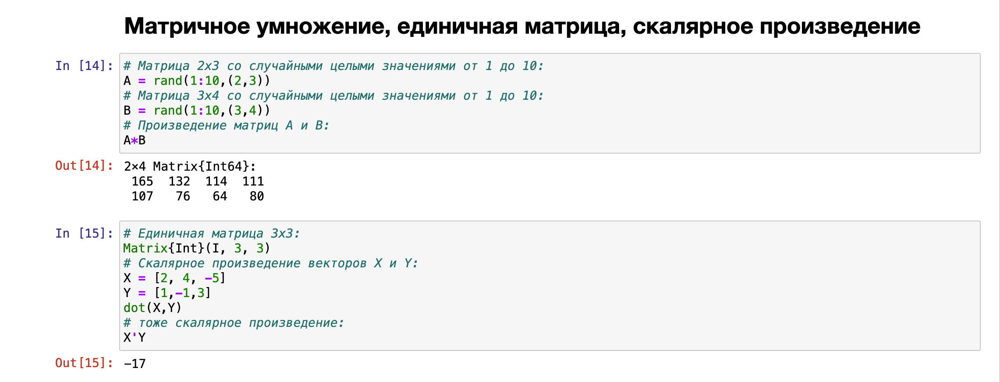 Матричное умножение, единичная матрица, скалярное произведение
In [14]: # Матрица 2x3 со случайными целыми значениями от 1 до 10:
A = rand(1:10,(2,3))
# Матрица 3x4 со случайными целыми значениями от 1 до 10:
B = rand(1:10,(3,4))
# Произведение матриц A и B:
A*B
Out[14]: 2×4 Matrix{Int64}:
165 132 114 111
107 76 64 80
In [15]: # Единичная матрица 3x3:
Matrix{Int}(I, 3, 3)
# Скалярное произведение векторов X и Y:
X = [2, 4, -5]
Y = [1,-1,3]
dot(X,Y)
# тоже скалярное произведение:
X'Y
Out[15]: -17